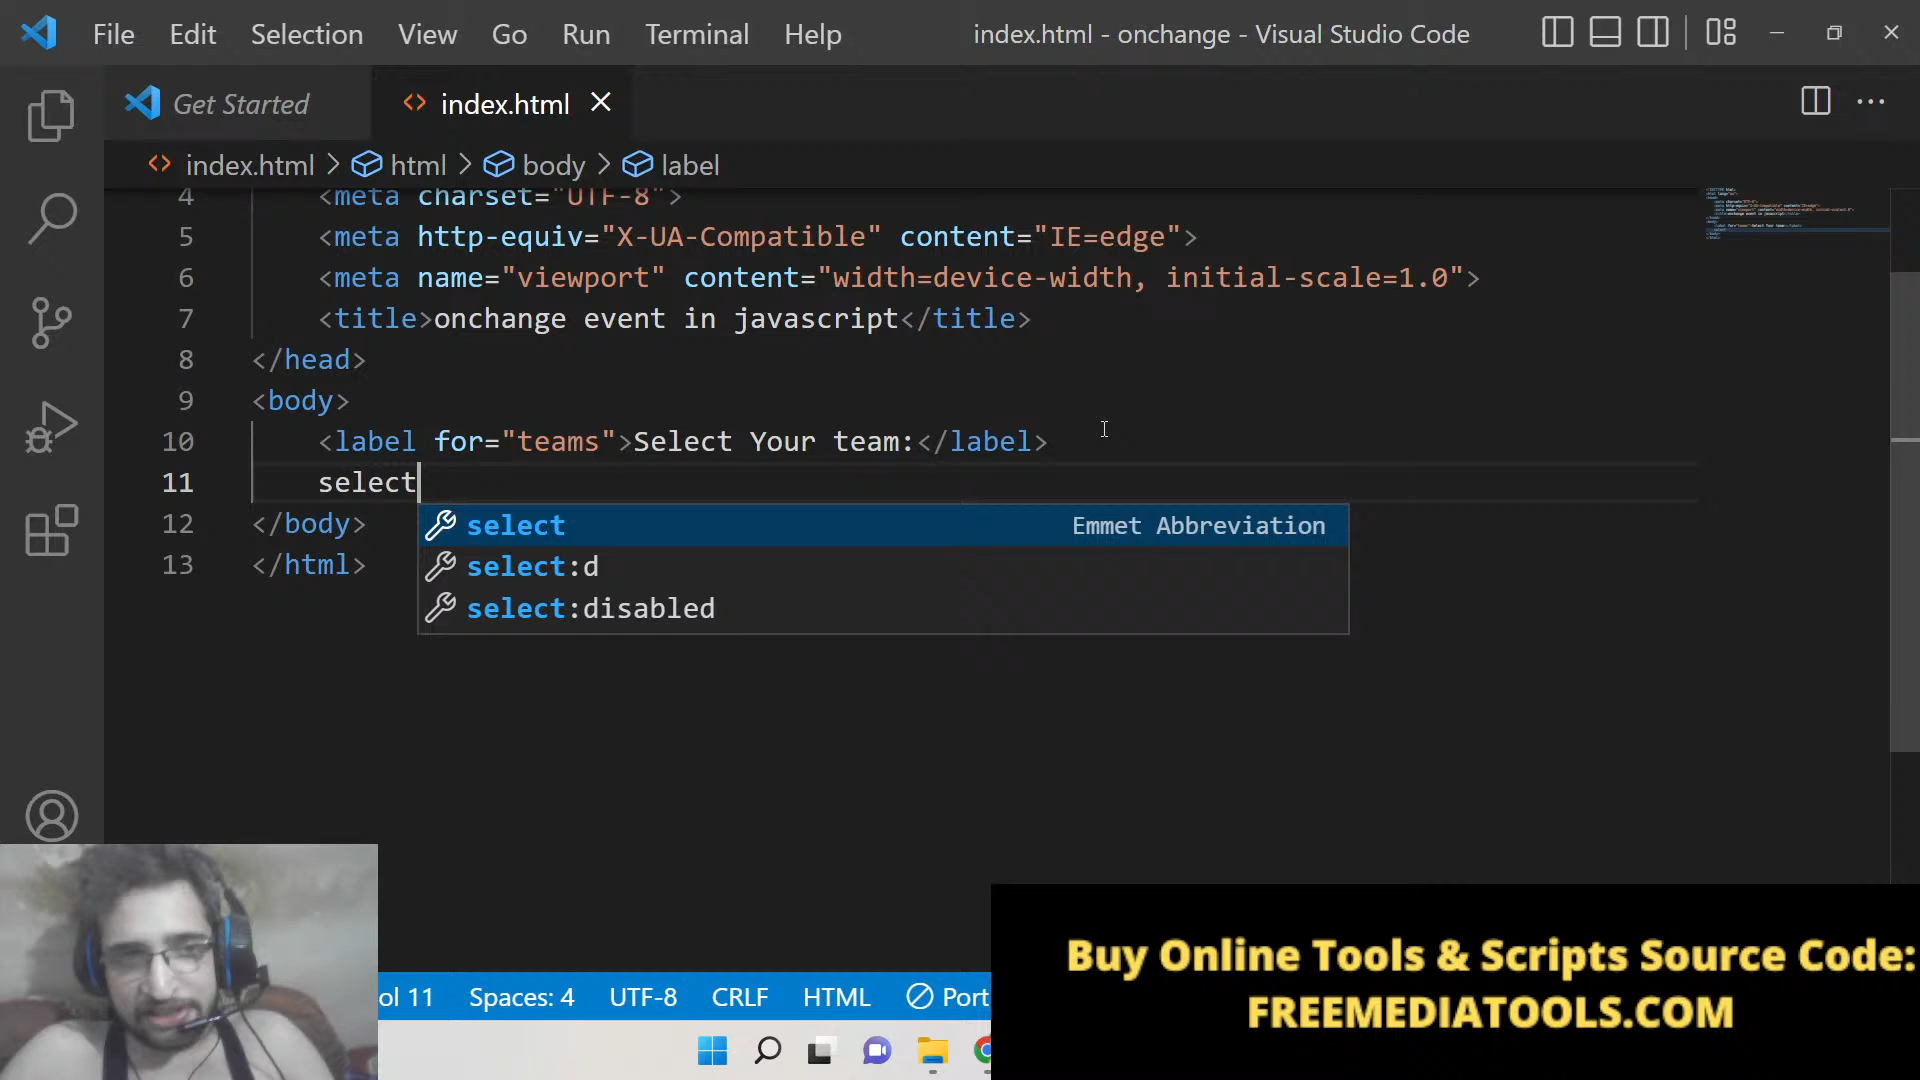 File Edit Selection View Go Run Terminal Help index.html - onchange - Visual Studio Code
Get Started index.html
index.html > html > body > label
4 <meta charset="UTF-8">
5 <meta http-equiv="X-UA-Compatible" content="IE=edge">
6 <meta name="viewport" content="width=device-width, initial-scale=1.0">
7 <title>onchange event in javascript</title>
8 </head>
9 <body>
10 <label for="teams">Select Your team:</label>
11 select
select Emmet Abbreviation
12 </body>
select:d
13 </html>
select:disabled
ol 11 Spaces: 4 UTF-8 CRLF HTML Port
Buy Online Tools & Scripts Source Code:
FREEMEDIATOOLS.COM